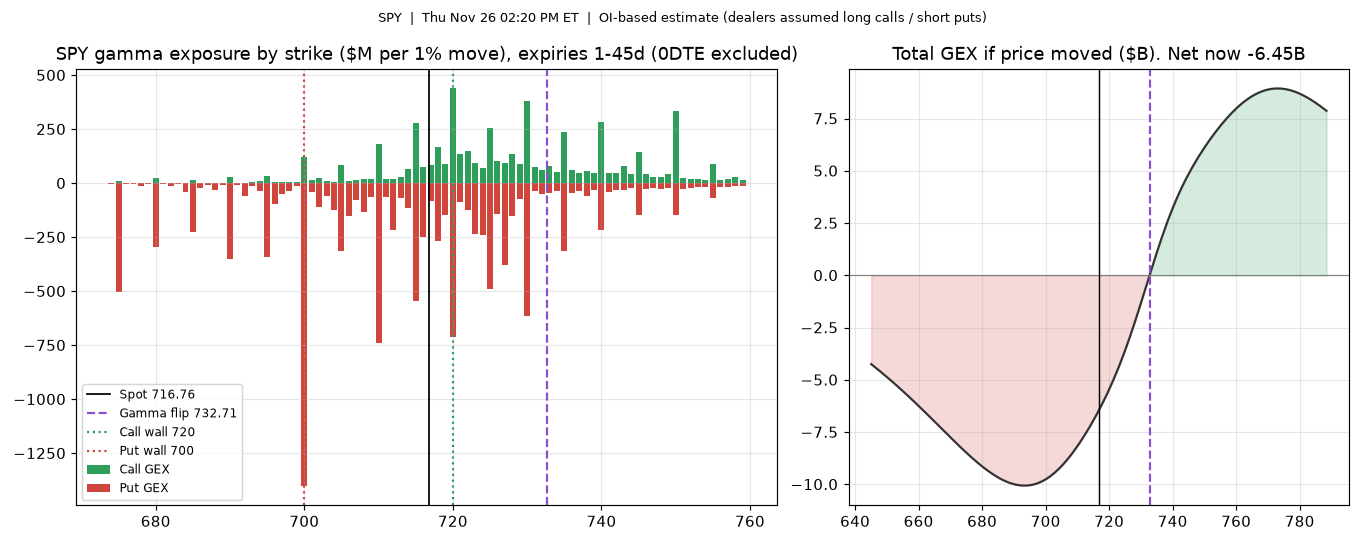 SPY | Thu Nov 26 02:20 PM ET | OI-based estimate (dealers assumed long calls / short puts)
SPY gamma exposure by strike ($M per 1% move), expiries 1-45d (0DTE excluded)
500
250
0
−250
−500
−750
−1000
−1250
Spot 716.76
Gamma flip 732.71
Call wall 720
Put wall 700
Call GEX
Put GEX
680 700 720 740 760
Total GEX if price moved ($B). Net now -6.45B
7.5
5.0
2.5
0.0
−2.5
−5.0
−7.5
−10.0
640 660 680 700 720 740 760 780